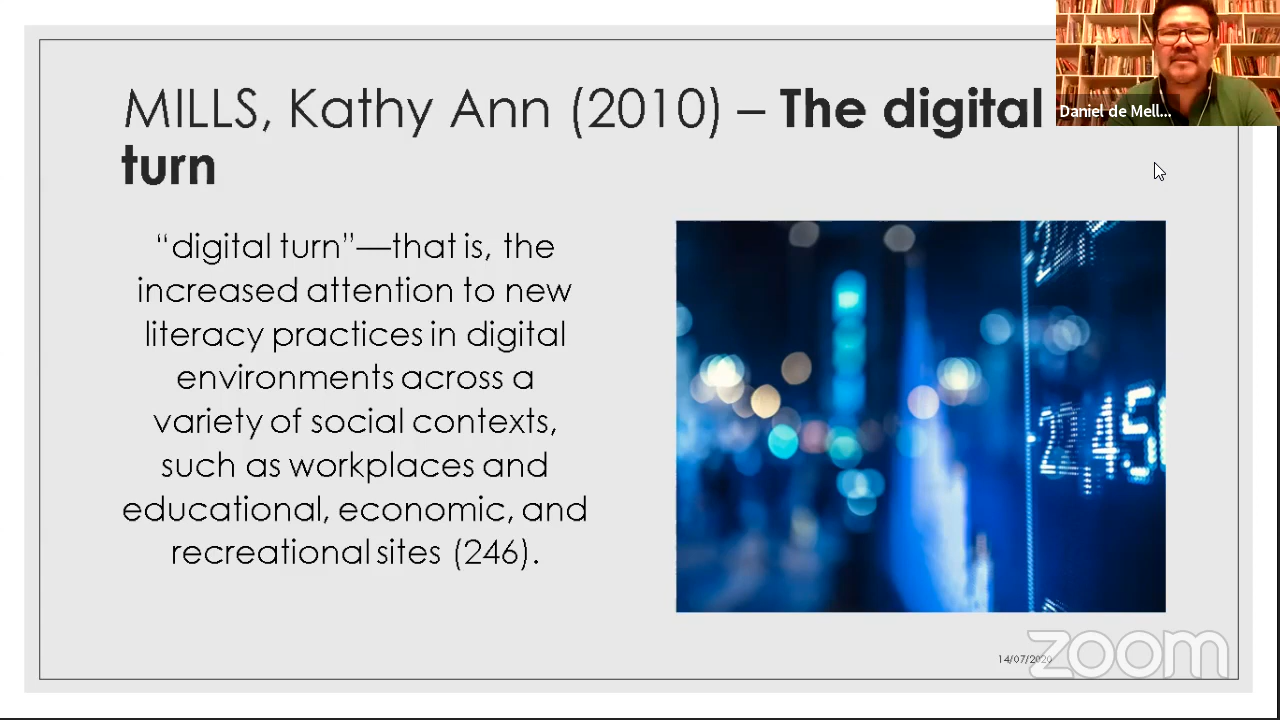 MILLS, Kathy Ann (2010) – The digital
turn
Daniel de Mell...
“digital turn”—that is, the
increased attention to new
literacy practices in digital
environments across a
variety of social contexts,
such as workplaces and
educational, economic, and
recreational sites (246).
14/07/2020
zoom